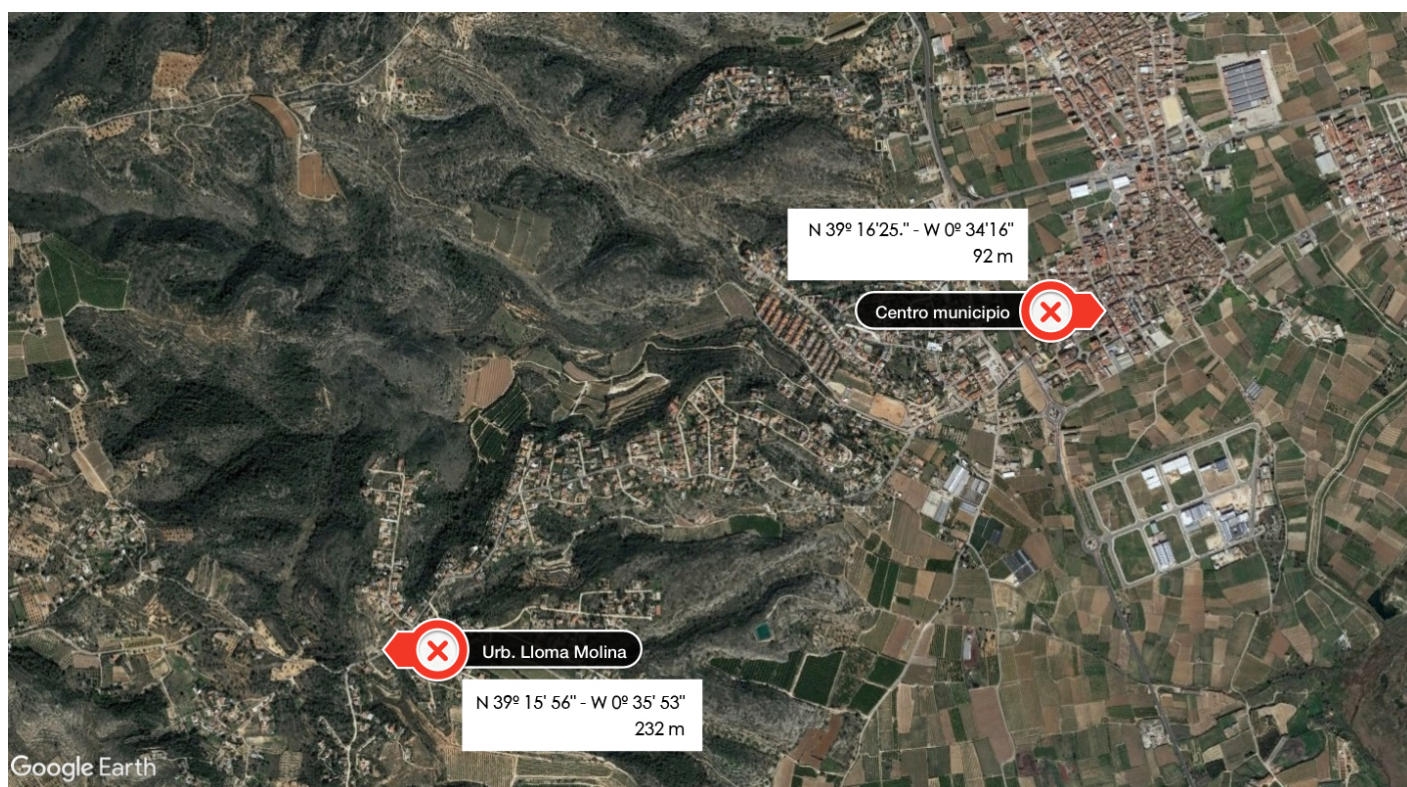 N 39º 16'25." - W 0º 34'16"
92 m
Centro municipio
Urb. Lloma Molina
N 39º 15' 56" - W 0º 35' 53"
232 m
Google Earth